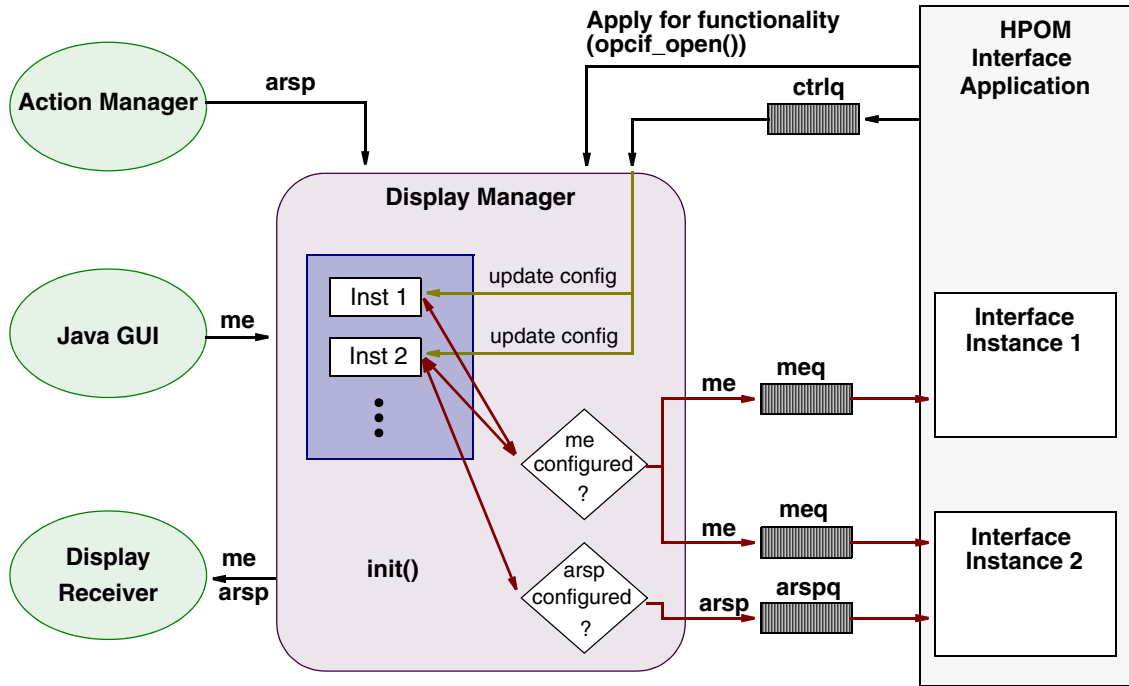 Apply for functionality
(opcif_open())
HPOM
Interface
Application
Action Manager
arsp
ctrlq
Display Manager
update config
Inst 1
Interface
Instance 1
Java GUI
me
update config
Inst 2
me
meq
me
configured
?
me
meq
Interface
Instance 2
Display
Receiver
me
arsp
init()
arsp
configured
?
arsp
arspq